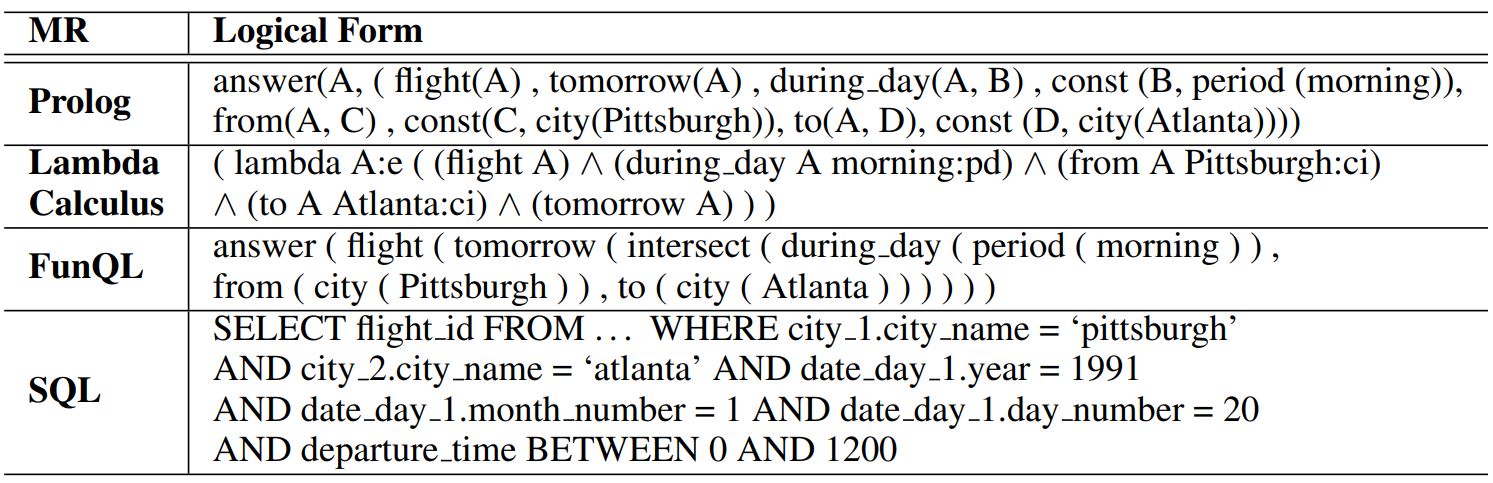 MR Logical Form
Prolog
answer(A, ( flight(A) , tomorrow(A) , during_day(A, B) , const (B, period (morning)),
from(A, C) , const(C, city(Pittsburgh)), to(A, D), const (D, city(Atlanta))))
Lambda
Calculus
( lambda A:e ( (flight A) ∧ (during_day A morning:pd) ∧ (from A Pittsburgh:ci)
∧ (to A Atlanta:ci) ∧ (tomorrow A) ) )
FunQL
answer ( flight ( tomorrow ( intersect ( during_day ( period ( morning ) ) ,
from ( city ( Pittsburgh ) ) , to ( city ( Atlanta ) ) ) ) ) )
SQL
SELECT flight_id FROM … WHERE city_1.city_name = ‘pittsburgh’
AND city_2.city_name = ‘atlanta’ AND date_day_1.year = 1991
AND date_day_1.month_number = 1 AND date_day_1.day_number = 20
AND departure_time BETWEEN 0 AND 1200